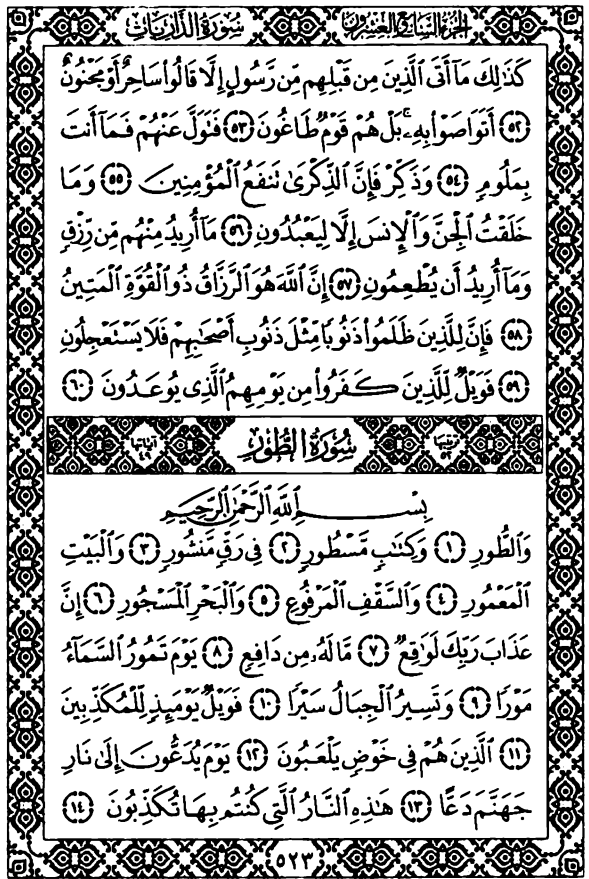 الجزء السابع والعشرون سورة الذاريات
كَذَٰلِكَ مَآ أَتَى ٱلَّذِينَ مِن قَبْلِهِم مِّن رَّسُولٍ إِلَّا قَالُوا۟ سَاحِرٌ أَوْ مَجْنُونٌ
﴿٥٢﴾ أَتَوَاصَوْا۟ بِهِۦ ۚ بَلْ هُمْ قَوْمٌ طَاغُونَ ﴿٥٣﴾ فَتَوَلَّ عَنْهُمْ فَمَآ أَنتَ
بِمَلُومٍ ﴿٥٤﴾ وَذَكِّرْ فَإِنَّ ٱلذِّكْرَىٰ تَنفَعُ ٱلْمُؤْمِنِينَ ﴿٥٥﴾ وَمَا
خَلَقْتُ ٱلْجِنَّ وَٱلْإِنسَ إِلَّا لِيَعْبُدُونِ ﴿٥٦﴾ مَآ أُرِيدُ مِنْهُم مِّن رِّزْقٍ
وَمَآ أُرِيدُ أَن يُطْعِمُونِ ﴿٥٧﴾ إِنَّ ٱللَّهَ هُوَ ٱلرَّزَّاقُ ذُو ٱلْقُوَّةِ ٱلْمَتِينُ
﴿٥٨﴾ فَإِنَّ لِلَّذِينَ ظَلَمُوا۟ ذَنُوبًا مِّثْلَ ذَنُوبِ أَصْحَٰبِهِمْ فَلَا يَسْتَعْجِلُونِ
﴿٥٩﴾ فَوَيْلٌ لِّلَّذِينَ كَفَرُوا۟ مِن يَوْمِهِمُ ٱلَّذِى يُوعَدُونَ ﴿٦٠﴾
ترتيبها ٥٢ سُورَةُ الطُّورِ آياتها ٤٩
بِسْمِ ٱللَّهِ ٱلرَّحْمَٰنِ ٱلرَّحِيمِ
وَٱلطُّورِ ﴿١﴾ وَكِتَٰبٍ مَّسْطُورٍ ﴿٢﴾ فِى رَقٍّ مَّنشُورٍ ﴿٣﴾ وَٱلْبَيْتِ
ٱلْمَعْمُورِ ﴿٤﴾ وَٱلسَّقْفِ ٱلْمَرْفُوعِ ﴿٥﴾ وَٱلْبَحْرِ ٱلْمَسْجُورِ ﴿٦﴾ إِنَّ
عَذَابَ رَبِّكَ لَوَٰقِعٌ ﴿٧﴾ مَّا لَهُۥ مِن دَافِعٍ ﴿٨﴾ يَوْمَ تَمُورُ ٱلسَّمَآءُ
مَوْرًا ﴿٩﴾ وَتَسِيرُ ٱلْجِبَالُ سَيْرًا ﴿١٠﴾ فَوَيْلٌ يَوْمَئِذٍ لِّلْمُكَذِّبِينَ
﴿١١﴾ ٱلَّذِينَ هُمْ فِى خَوْضٍ يَلْعَبُونَ ﴿١٢﴾ يَوْمَ يُدَعُّونَ إِلَىٰ نَارِ
جَهَنَّمَ دَعًّا ﴿١٣﴾ هَٰذِهِ ٱلنَّارُ ٱلَّتِى كُنتُم بِهَا تُكَذِّبُونَ ﴿١٤﴾
٥٢٣